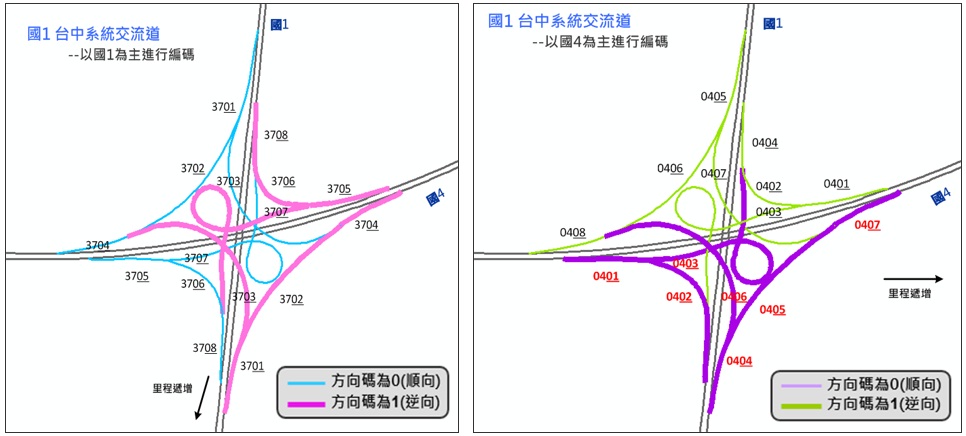 國1 台中系統交流道
--以國1為主進行編碼
國1
3701
3708
3702
3703
3706
3705
3707
3704
國4
3704
3707
3705
3706
3703
3702
3708
3701
里程遞增
方向碼為0(順向)
方向碼為1(逆向)
國1 台中系統交流道
--以國4為主進行編碼
國1
0405
0404
0406
0407
0402
0401
國4
0403
0408
0407
0403
0401
0402
0406
0405
0404
里程遞增
方向碼為0(順向)
方向碼為1(逆向)